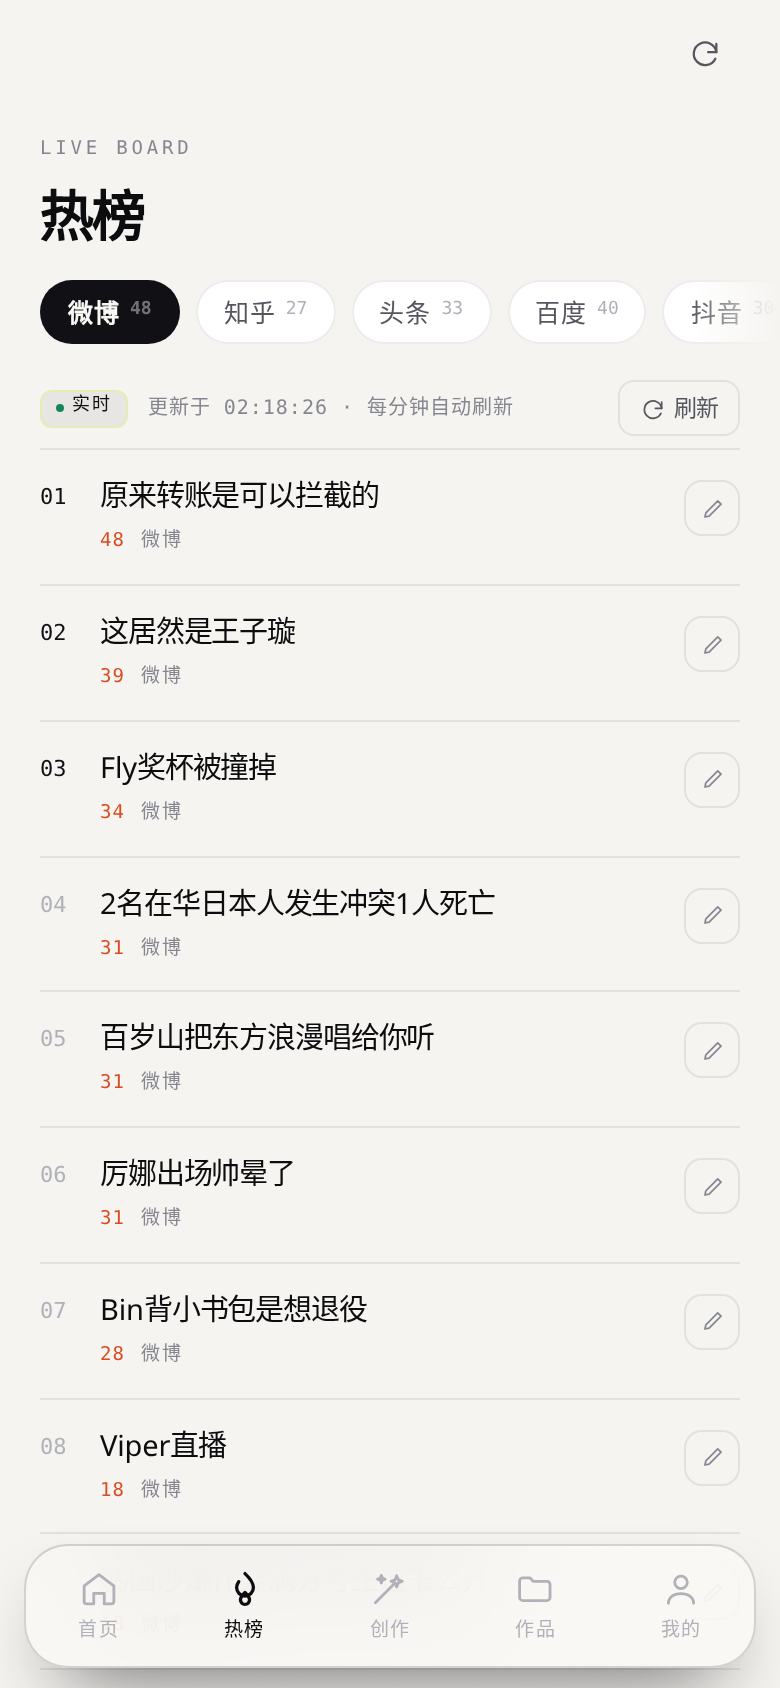 LIVE BOARD
热榜
微博 48 知乎 27 头条 33 百度 40 抖音 30
实时 更新于 02:18:26 · 每分钟自动刷新 刷新
01 原来转账是可以拦截的
48 微博
02 这居然是王子璇
39 微博
03 Fly奖杯被撞掉
34 微博
04 2名在华日本人发生冲突1人死亡
31 微博
05 百岁山把东方浪漫唱给你听
31 微博
06 厉娜出场帅晕了
31 微博
07 Bin背小书包是想退役
28 微博
08 Viper直播
18 微博
首页 热榜 创作 作品 我的